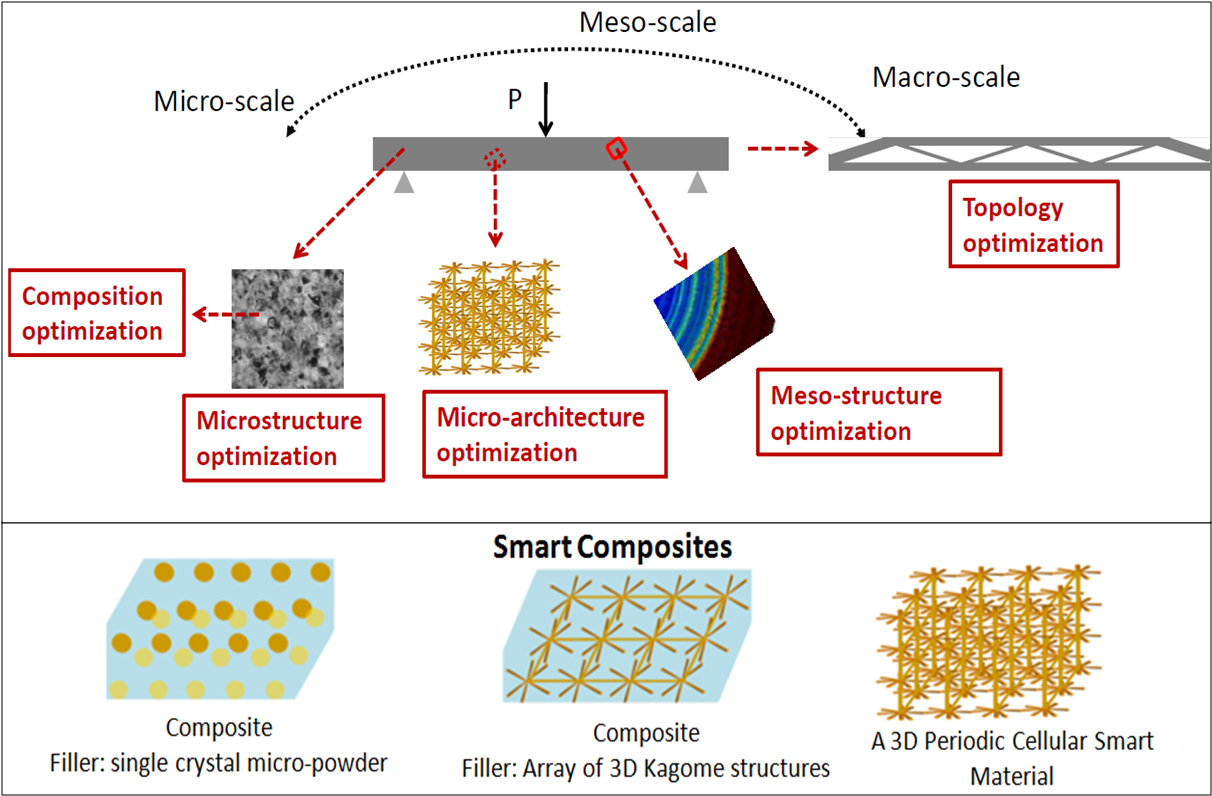 Meso-scale
Micro-scale
P
Macro-scale
Topology
optimization
Composition
optimization
Microstructure
optimization
Micro-architecture
optimization
Meso-structure
optimization
Smart Composites
Composite
Filler: single crystal micro-powder
Composite
Filler: Array of 3D Kagome structures
A 3D Periodic Cellular Smart
Material